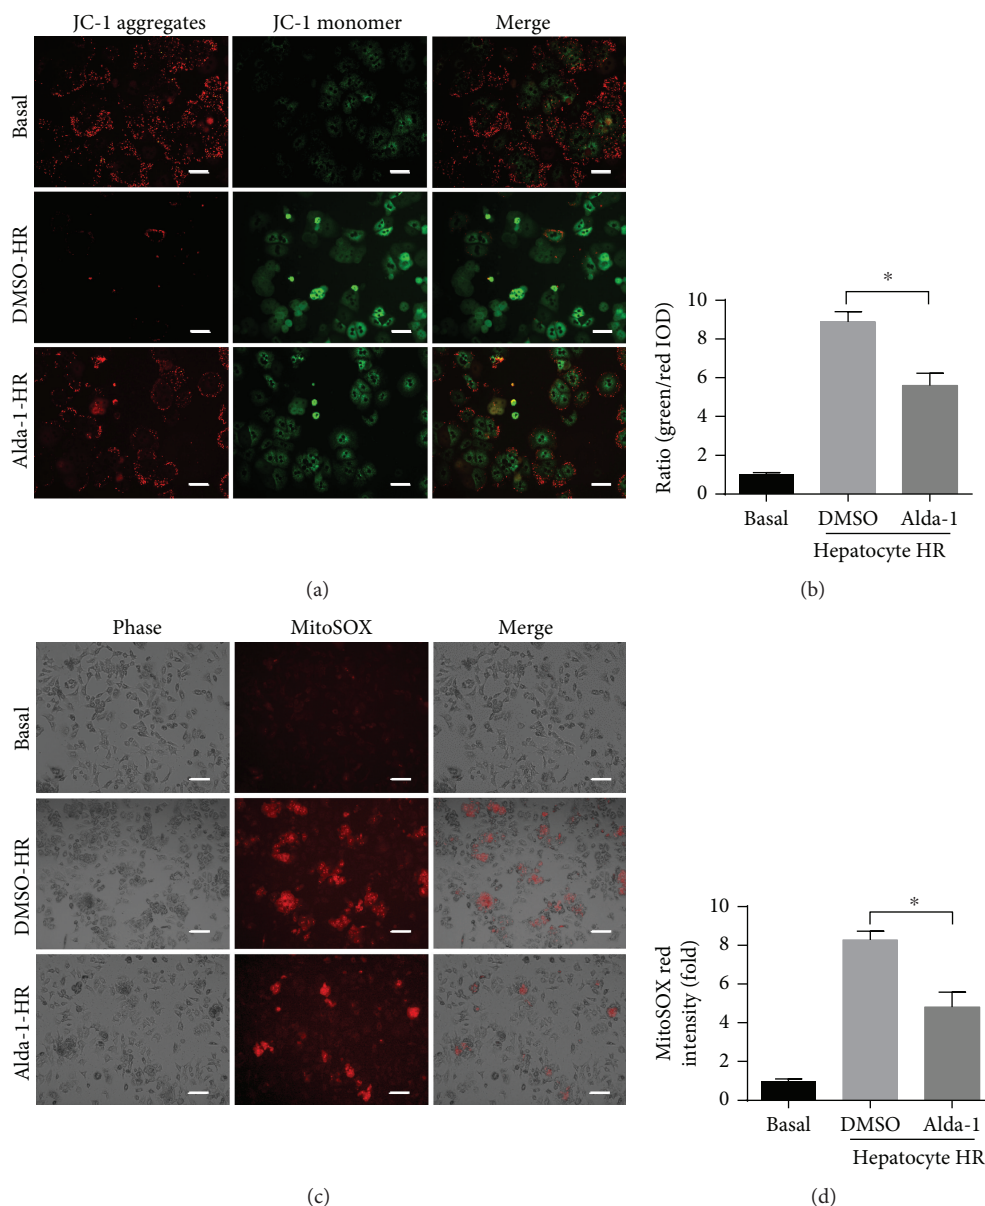 JC-1 aggregates
JC-1 monomer
Merge
Basal
DMSO-HR
Alda-1-HR
(a)
Ratio (green/red IOD)
10
8
6
4
2
0
*
Basal
DMSO
Alda-1
Hepatocyte HR
(b)
Phase
MitoSOX
Merge
Basal
DMSO-HR
Alda-1-HR
(c)
MitoSOX red
intensity (fold)
10
8
6
4
2
0
*
Basal
DMSO
Alda-1
Hepatocyte HR
(d)